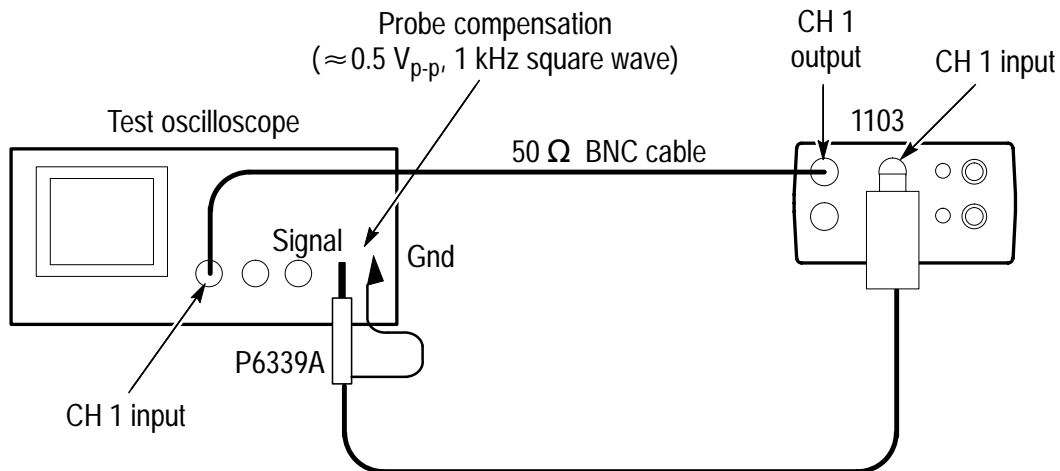 Probe compensation
(≈0.5 Vp-p, 1 kHz square wave)
CH 1
output
CH 1 input
Test oscilloscope
1103
50 Ω BNC cable
Signal
Gnd
P6339A
CH 1 input